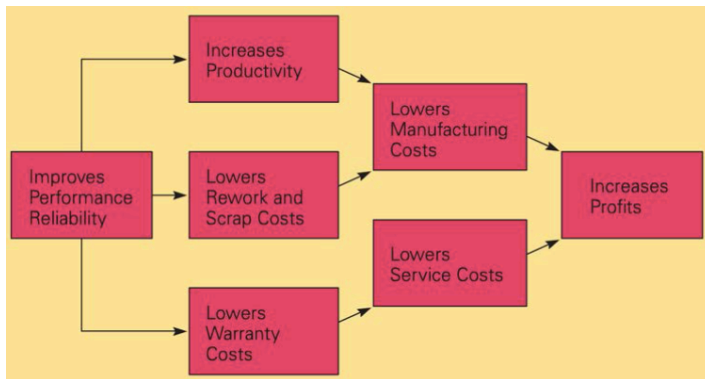 Increases
Productivity
Lowers
Manufacturing
Costs
Improves
Performance
Reliability
Lowers
Rework and
Scrap Costs
Increases
Profits
Lowers
Service Costs
Lowers
Warranty
Costs